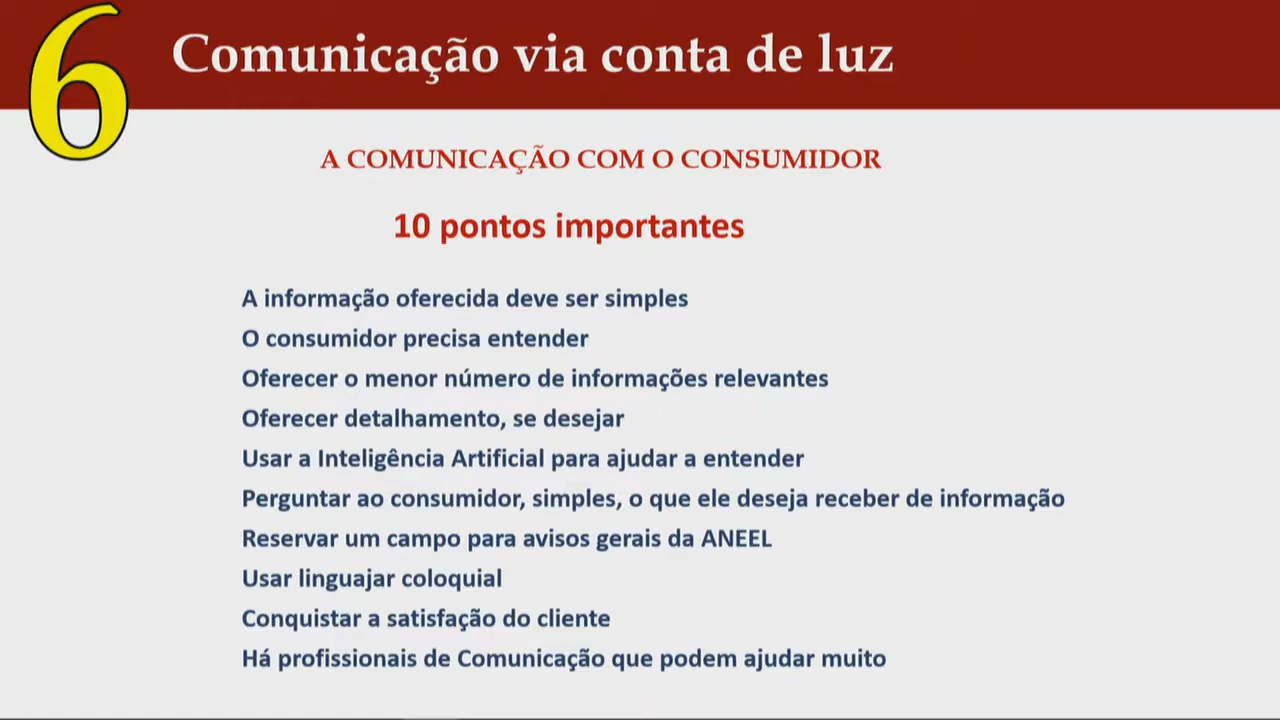 6
Comunicação via conta de luz
A COMUNICAÇÃO COM O CONSUMIDOR
10 pontos importantes
A informação oferecida deve ser simples
O consumidor precisa entender
Oferecer o menor número de informações relevantes
Oferecer detalhamento, se desejar
Usar a Inteligência Artificial para ajudar a entender
Perguntar ao consumidor, simples, o que ele deseja receber de informação
Reservar um campo para avisos gerais da ANEEL
Usar linguajar coloquial
Conquistar a satisfação do cliente
Há profissionais de Comunicação que podem ajudar muito